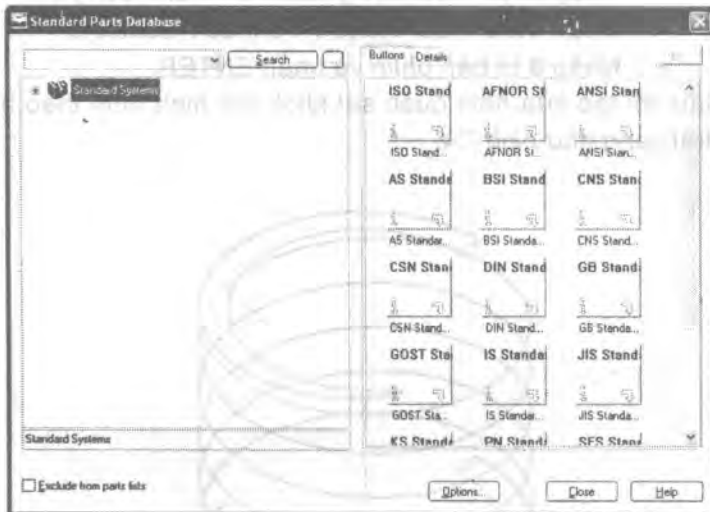 Standard Parts Database
Search ...
Standard Systems
Buttons Details
ISO Stand AFNOR St ANSI Stan
ISO Stand... AFNOR St... ANSI Stan...
AS Stande BSI Stand CNS Stan
AS Standar... BSI Standa... CNS Stand...
CSN Stan DIN Stand GB Stand
CSN Stand... DIN Stand... GB Standa...
GOST Sta IS Standa JIS Stand
GOST Sta... IS Standar... JIS Standa...
KS Standa PN Standa SFS Stand
Standard Systems
Exclude from parts lists
Options... Close Help